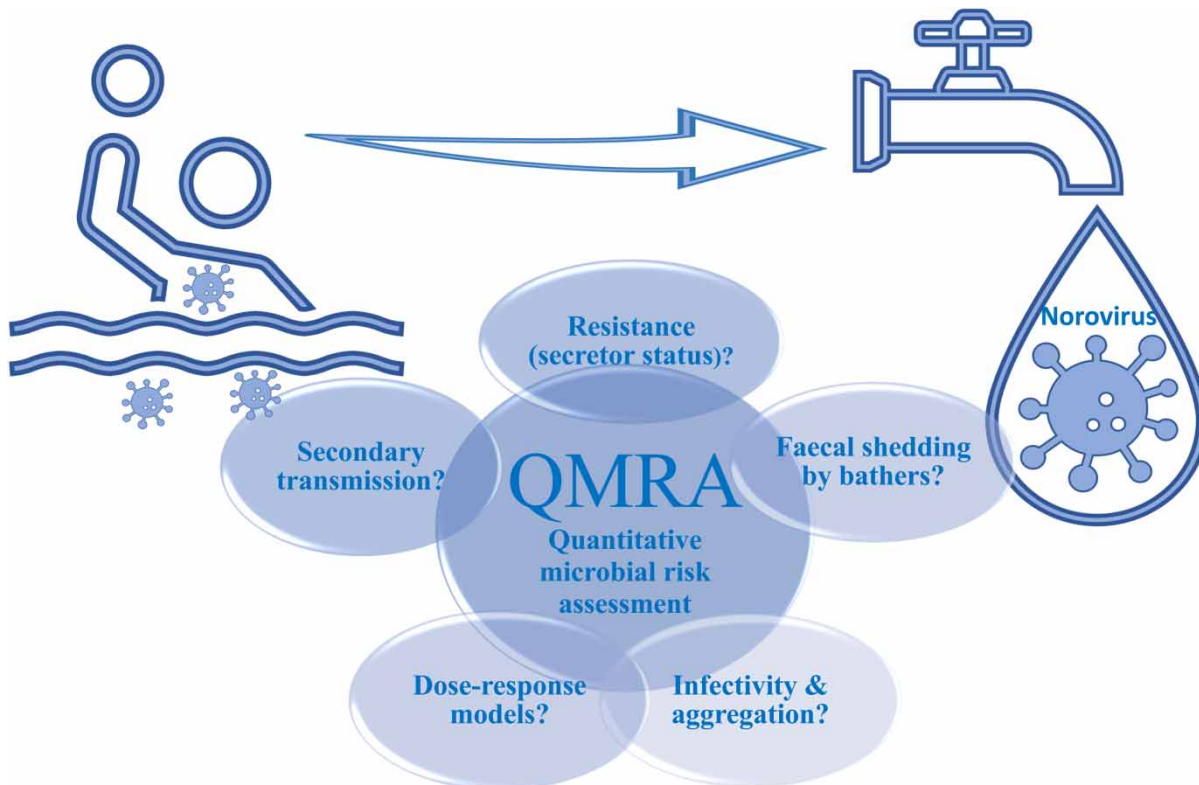 Norovirus
Resistance
(secretor status)?
Secondary
transmission?
Faecal shedding
by bathers?
QMRA
Quantitative
microbial risk
assessment
Dose-response
models?
Infectivity &
aggregation?